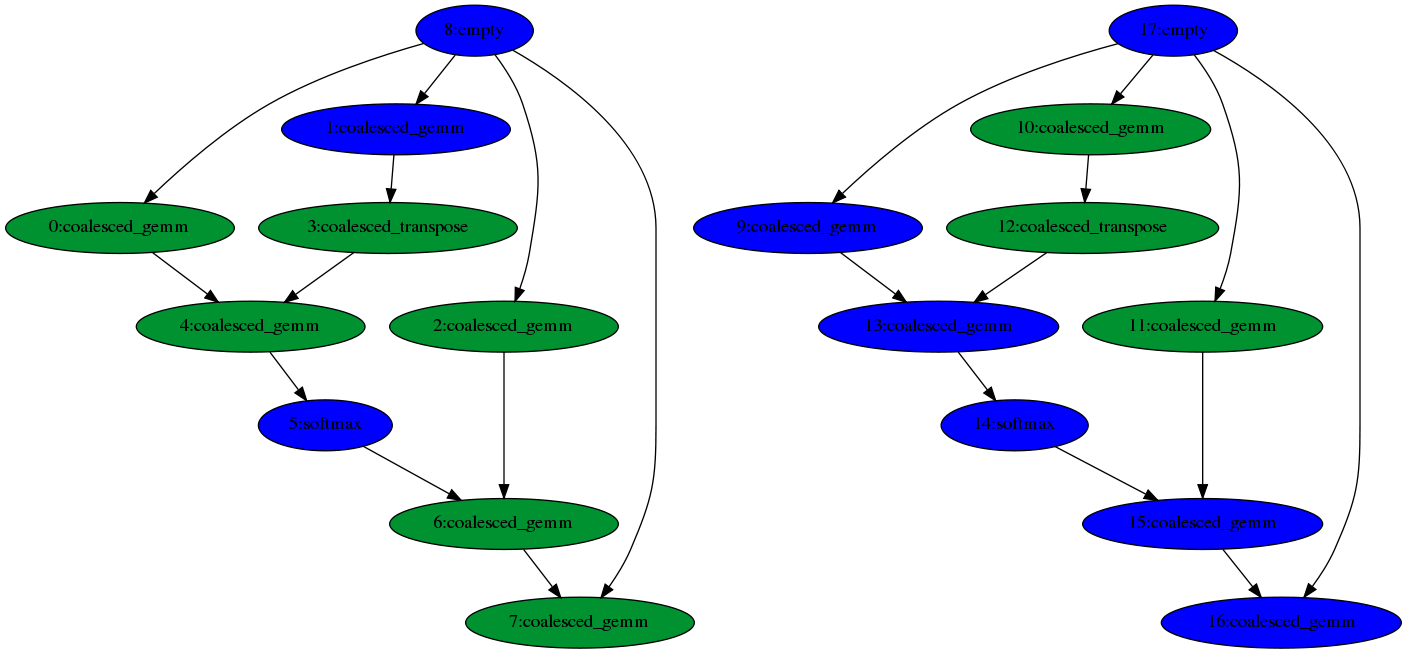 8:empty
17:empty
1:coalesced_gemm
10:coalesced_gemm
0:coalesced_gemm
3:coalesced_transpose
9:coalesced_gemm
12:coalesced_transpose
4:coalesced_gemm
2:coalesced_gemm
13:coalesced_gemm
11:coalesced_gemm
5:softmax
14:softmax
6:coalesced_gemm
15:coalesced_gemm
7:coalesced_gemm
16:coalesced_gemm